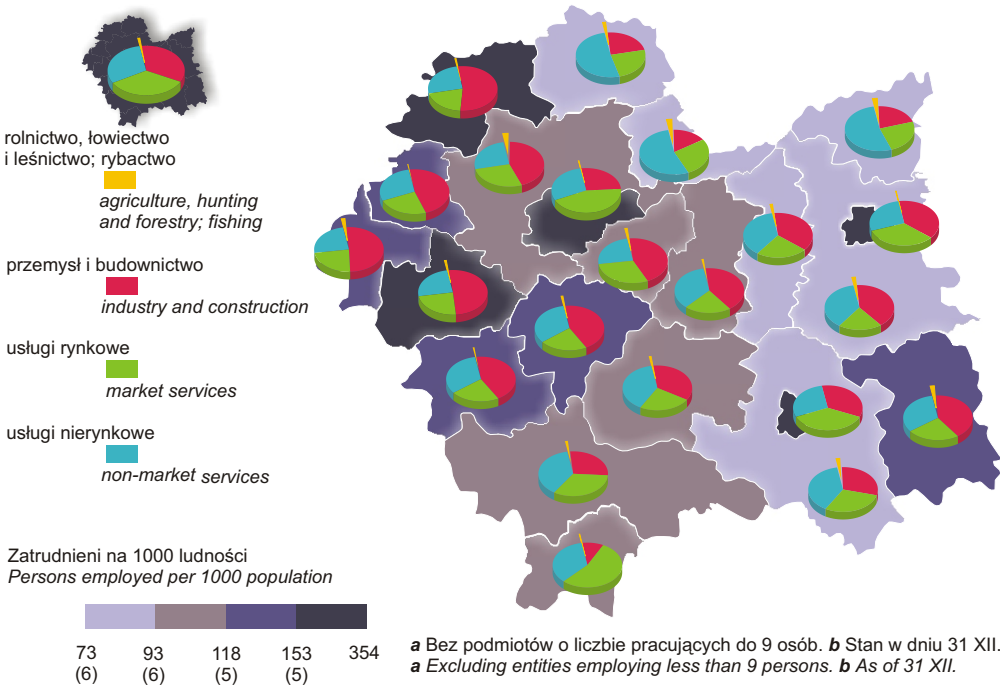 rolnictwo, łowiectwo
i leśnictwo; rybactwo
agriculture, hunting
and forestry; fishing
przemysł i budownictwo
industry and construction
usługi rynkowe
market services
usługi nierynkowe
non-market services
Zatrudnieni na 1000 ludności
Persons employed per 1000 population
73 93 118 153 354
(6) (6) (5) (5)
a Bez podmiotów o liczbie pracujących do 9 osób. b Stan w dniu 31 XII.
a Excluding entities employing less than 9 persons. b As of 31 XII.